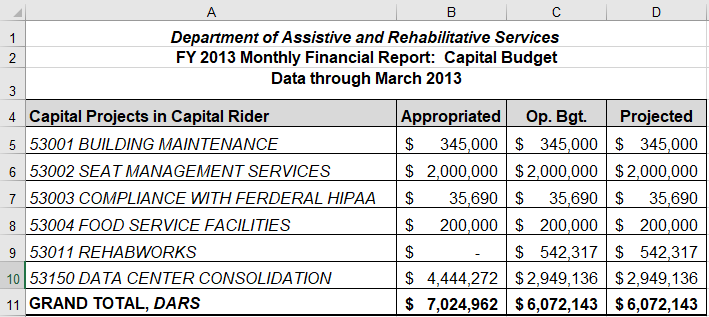 A B C D
1 Department of Assistive and Rehabilitative Services
2 FY 2013 Monthly Financial Report: Capital Budget
3 Data through March 2013
4 Capital Projects in Capital Rider Appropriated Op. Bgt. Projected
5 53001 BUILDING MAINTENANCE $ 345,000 $ 345,000 $ 345,000
6 53002 SEAT MANAGEMENT SERVICES $ 2,000,000 $ 2,000,000 $ 2,000,000
7 53003 COMPLIANCE WITH FERDERAL HIPAA $ 35,690 $ 35,690 $ 35,690
8 53004 FOOD SERVICE FACILITIES $ 200,000 $ 200,000 $ 200,000
9 53011 REHABWORKS $ - $ 542,317 $ 542,317
10 53150 DATA CENTER CONSOLIDATION $ 4,444,272 $ 2,949,136 $ 2,949,136
11 GRAND TOTAL, DARS $ 7,024,962 $ 6,072,143 $ 6,072,143